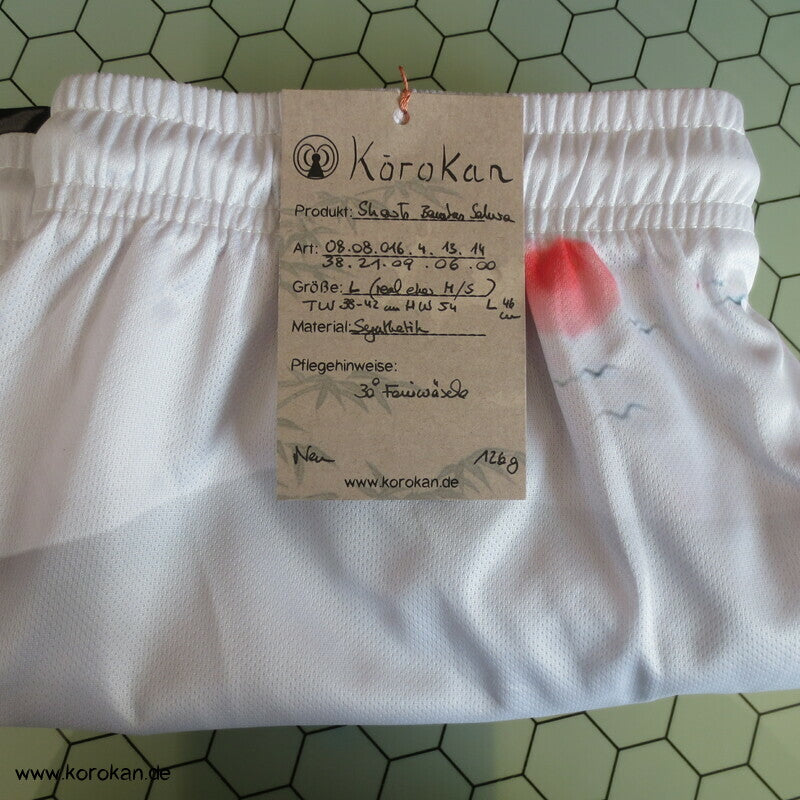 Kōrokan
Produkt: Shorts
Art: 08.08.016.4.13.14
38.21.09.06.00
Größe: L (real eher M/S)
TW 38-42 cm HW 54 L 46 cm
Material: Synthetik
Pflegehinweise:
30° Feinwäsche
Neu 126g
www.korokan.de
www.korokan.de